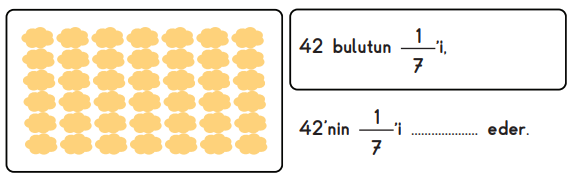 42 bulutun 1/7'i,
42'nin 1/7'i .................... eder.